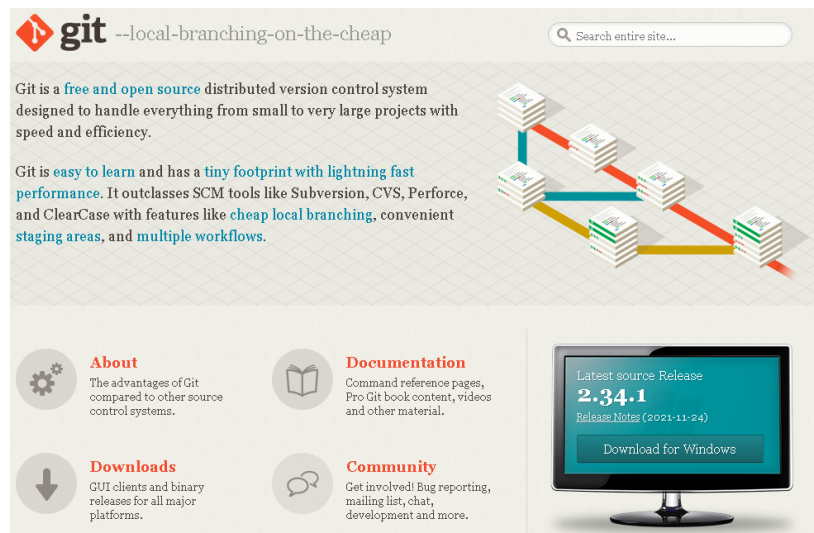 git --local-branching-on-the-cheap
Search entire site...
Git is a free and open source distributed version control system
designed to handle everything from small to very large projects with
speed and efficiency.
Git is easy to learn and has a tiny footprint with lightning fast
performance. It outclasses SCM tools like Subversion, CVS, Perforce,
and ClearCase with features like cheap local branching, convenient
staging areas, and multiple workflows.
About
The advantages of Git
compared to other source
control systems.
Documentation
Command reference pages,
Pro Git book content, videos
and other material.
Downloads
GUI clients and binary
releases for all major
platforms.
Community
Get involved! Bug reporting,
mailing list, chat,
development and more.
Latest source Release
2.34.1
Release Notes (2021-11-24)
Download for Windows